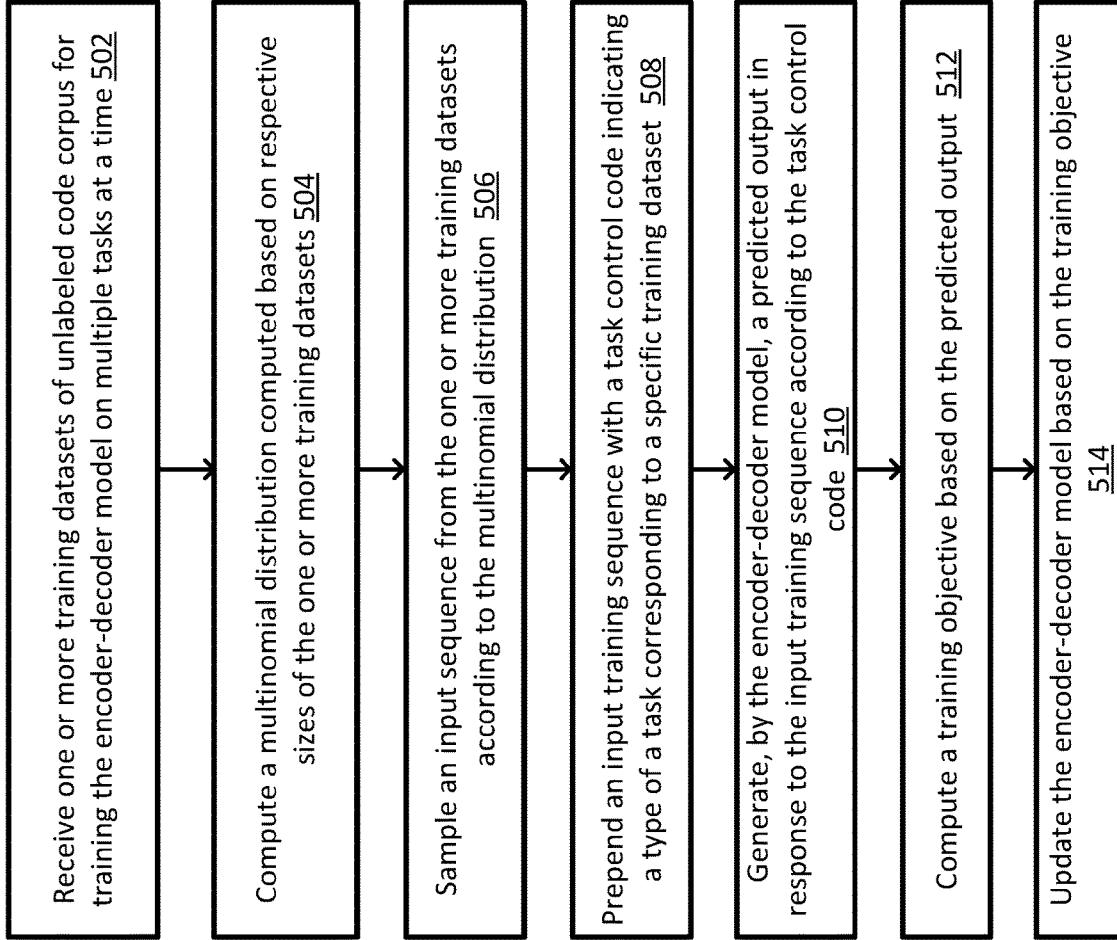 Receive one or more training datasets of unlabeled code corpus for
training the encoder-decoder model on multiple tasks at a time 502
Compute a multinomial distribution computed based on respective
sizes of the one or more training datasets 504
Sample an input sequence from the one or more training datasets
according to the multinomial distribution 506
Prepend an input training sequence with a task control code indicating
a type of a task corresponding to a specific training dataset 508
Generate, by the encoder-decoder model, a predicted output in
response to the input training sequence according to the task control
code 510
Compute a training objective based on the predicted output 512
Update the encoder-decoder model based on the training objective
514